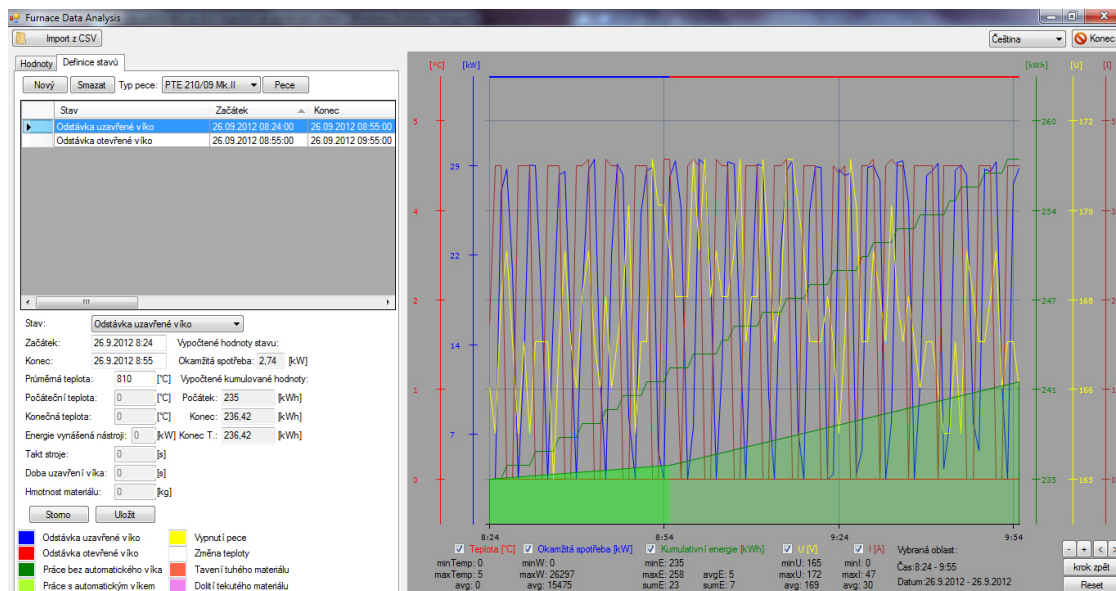 Furnace Data Analysis
Import z CSV
Čeština
Konec
Hodnoty Definice stavů
Nový Smazat Typ pece: PTE 210/09 Mk.II Pece
Stav Začátek Konec
Odstávka uzavřené víko 26.09.2012 08:24:00 26.09.2012 08:55:00
Odstávka otevřené víko 26.09.2012 08:55:00 26.09.2012 09:55:00
Stav: Odstávka uzavřené víko
Začátek: 26.9.2012 8:24 Vypočtené hodnoty stavu:
Konec: 26.9.2012 8:55 Okamžitá spotřeba: 2,74 [kW]
Průměrná teplota: 810 [°C] Vypočtené kumulované hodnoty:
Počáteční teplota: 0 [°C] Počátek: 235 [kWh]
Konečná teplota: 0 [°C] Konec: 236,42 [kWh]
Energie vynášená nástroji: 0 [kW] Konec T.: 236,42 [kWh]
Takt stroje: 0 [s]
Doba uzavření víka: 0 [s]
Hmotnost materiálu: 0 [kg]
Storno Uložit
Odstávka uzavřené víko Vypnutí pece
Odstávka otevřené víko Změna teploty
Práce bez automatického víka Tavení tuhého materiálu
Práce s automatickým víkem Dolití tekutého materiálu
[°C] [kW] [kWh] [U] [I]
5 260 172 5
29
4 254 170 3
22
2 247 168 2
14
1 241 166 1
7
0 235 165 0
8:24 8:54 9:24 9:54
Teplota [°C] Okamžitá spotřeba [kW] Kumulativní energie [kWh] U [V] I [A] Vybraná oblast:
minTemp: 0 minW: 0 minE: 235 minU: 165 minI: 0 Čas:8:24 - 9:55
maxTemp: 5 maxW: 26297 maxE: 258 avgE: 5 maxU: 172 maxI: 47
avg: 0 avg: 15475 sumE: 23 sumE: 7 avg: 169 avg: 30 Datum:26.9.2012 - 26.9.2012
- + < >
krok zpět
Reset